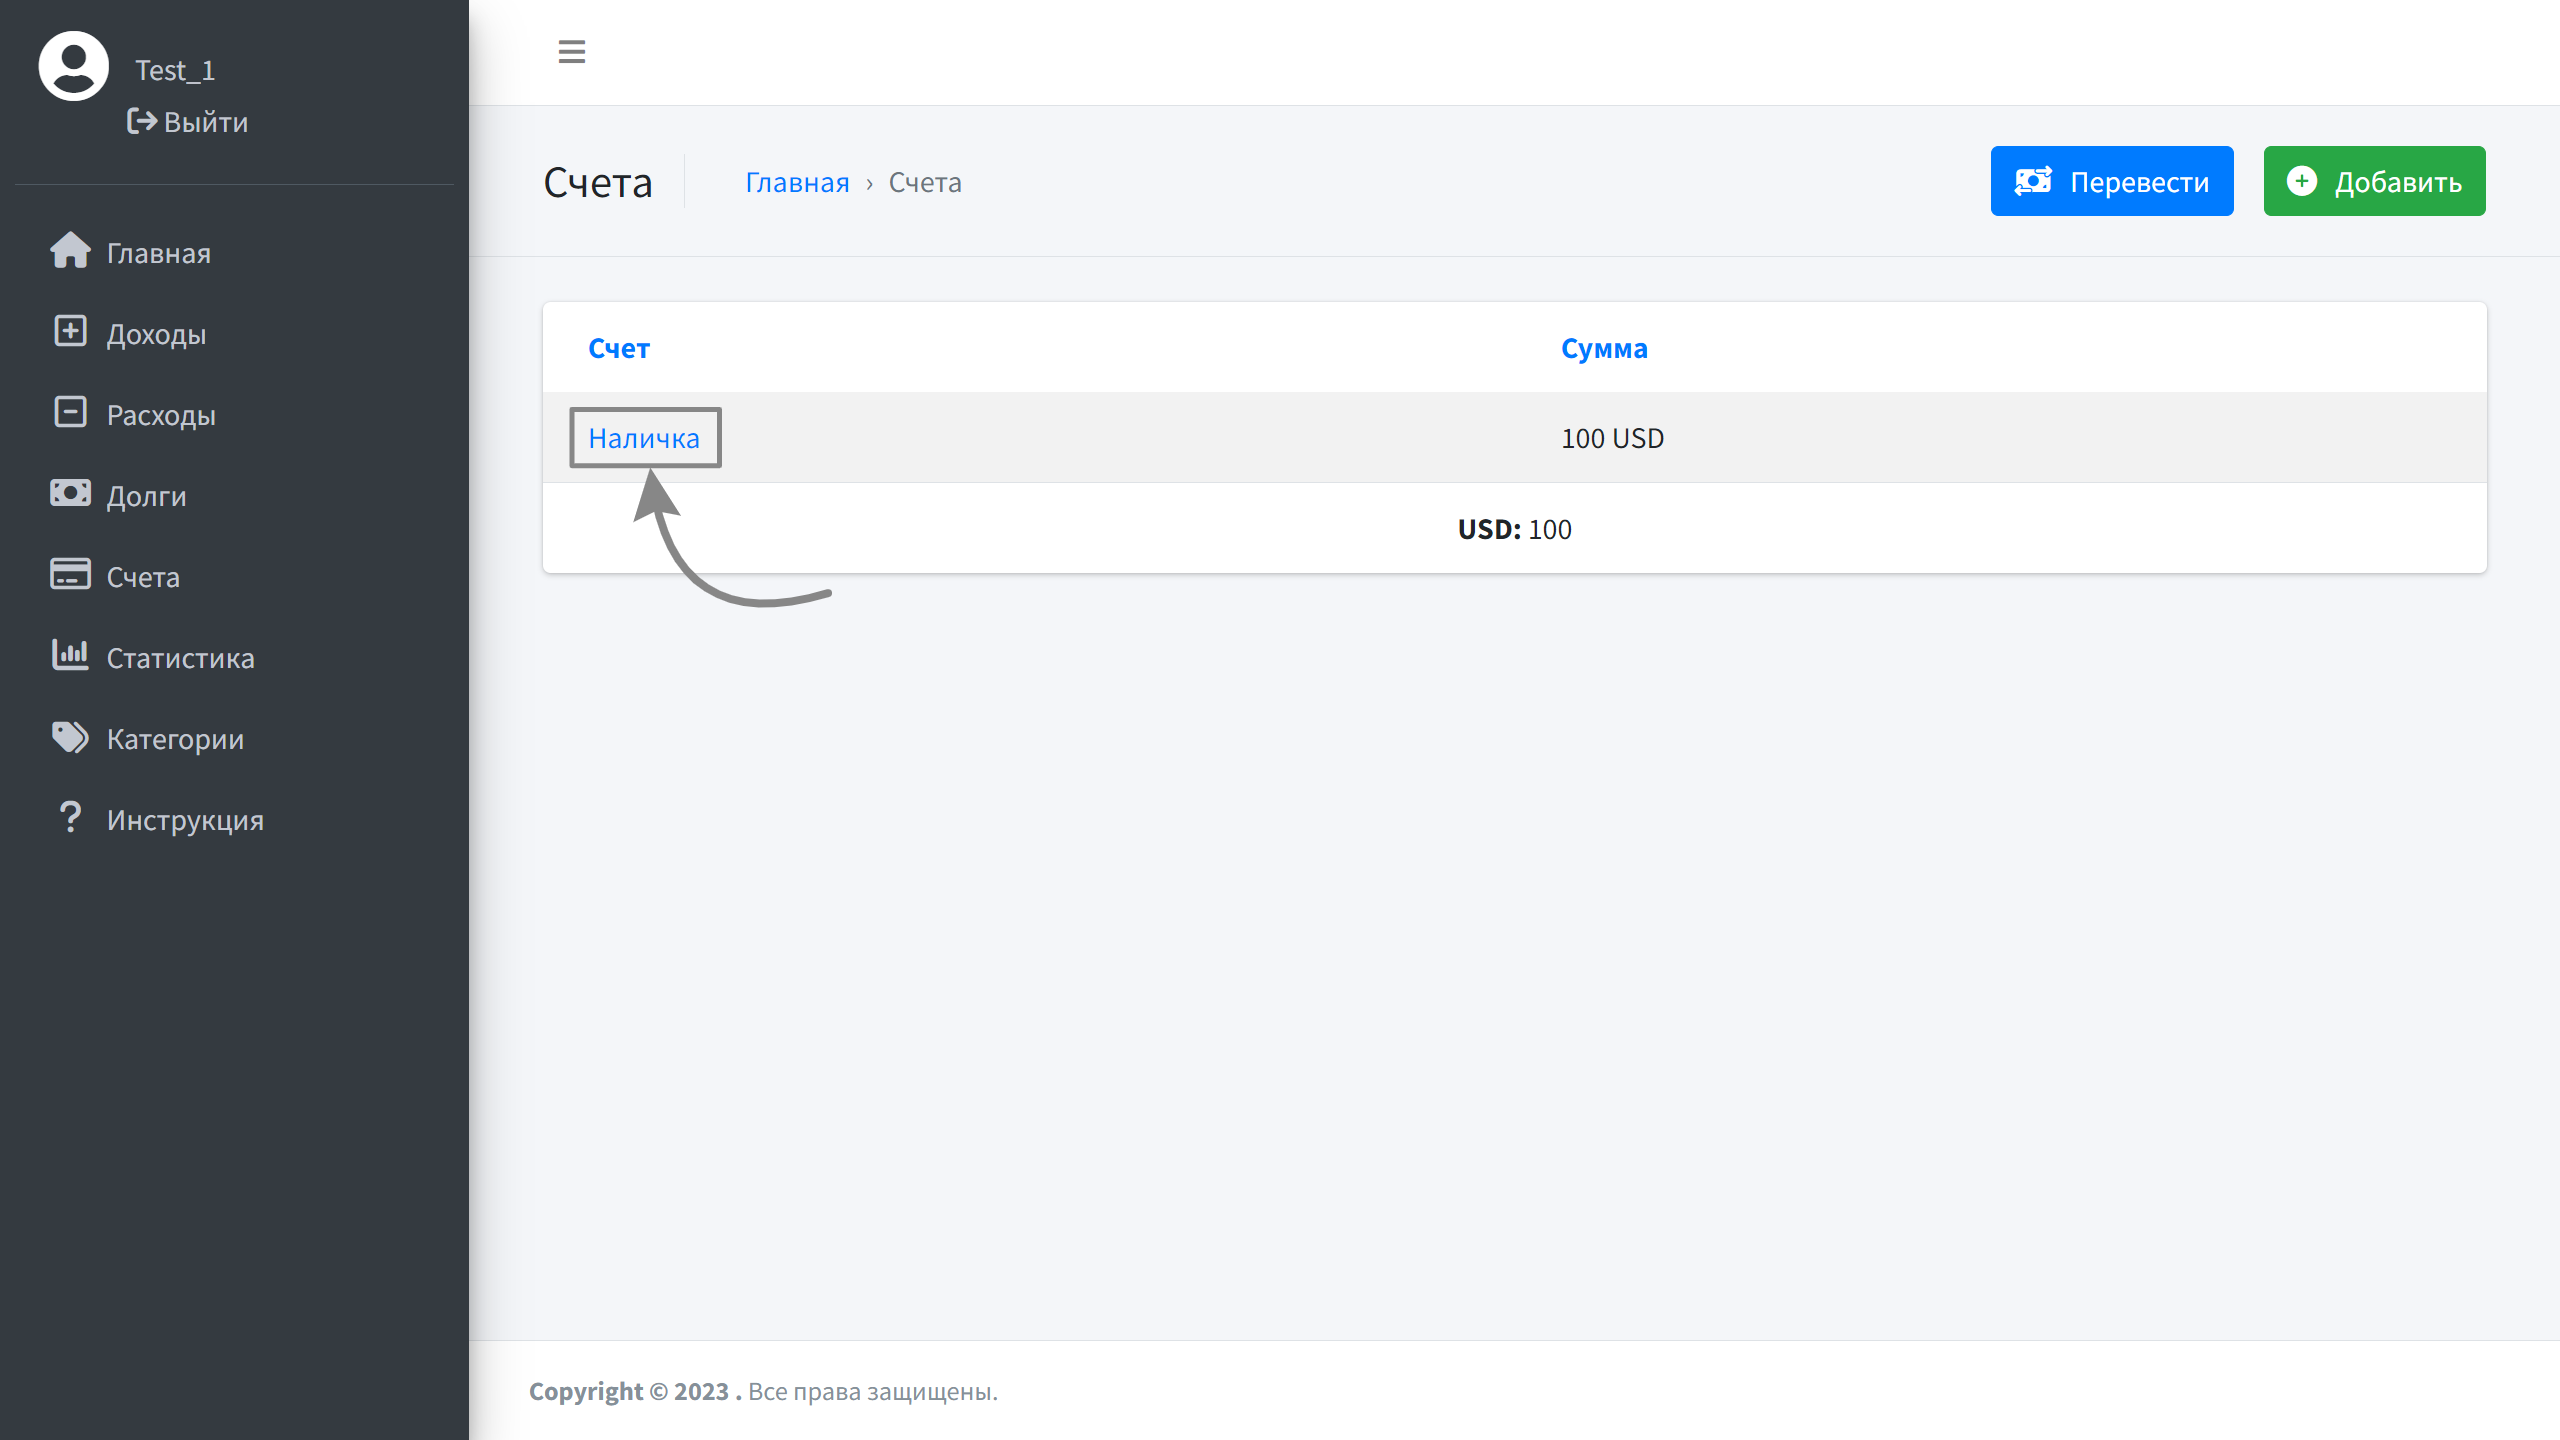 Test_1
Выйти
Главная
Доходы
Расходы
Долги
Счета
Статистика
Категории
Инструкция
Счета
Главная › Счета
Перевести
Добавить
Счет Сумма
Наличка 100 USD
USD: 100
Copyright © 2023 . Все права защищены.